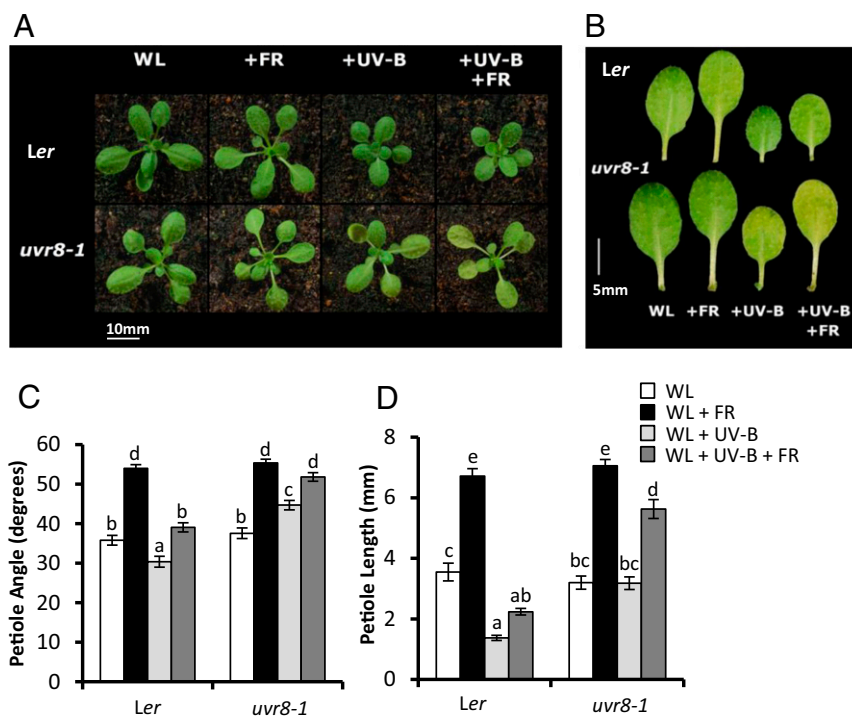 A
WL +FR +UV-B +UV-B
+FR
Ler
uvr8-1
10mm
B
Ler
uvr8-1
5mm
WL +FR +UV-B +UV-B
+FR
C
Petiole Angle (degrees)
60
50
40
30
20
10
0
b d a b b d c d
Ler uvr8-1
D
WL
WL + FR
WL + UV-B
WL + UV-B + FR
Petiole Length (mm)
8
6
4
2
0
c e a ab bc e bc d
Ler uvr8-1